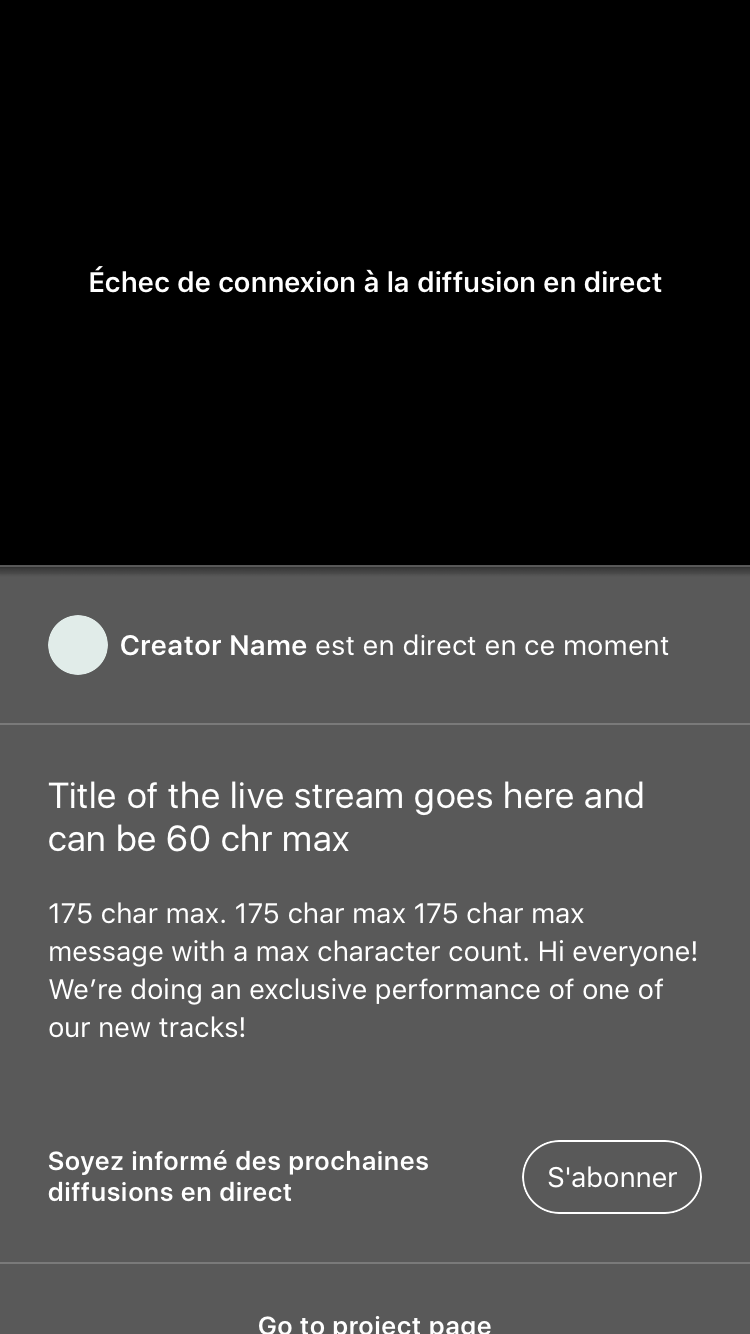 Échec de connexion à la diffusion en direct
Creator Name est en direct en ce moment
Title of the live stream goes here and
can be 60 chr max
175 char max. 175 char max 175 char max
message with a max character count. Hi everyone!
We’re doing an exclusive performance of one of
our new tracks!
Soyez informé des prochaines
diffusions en direct
S'abonner
Go to project page